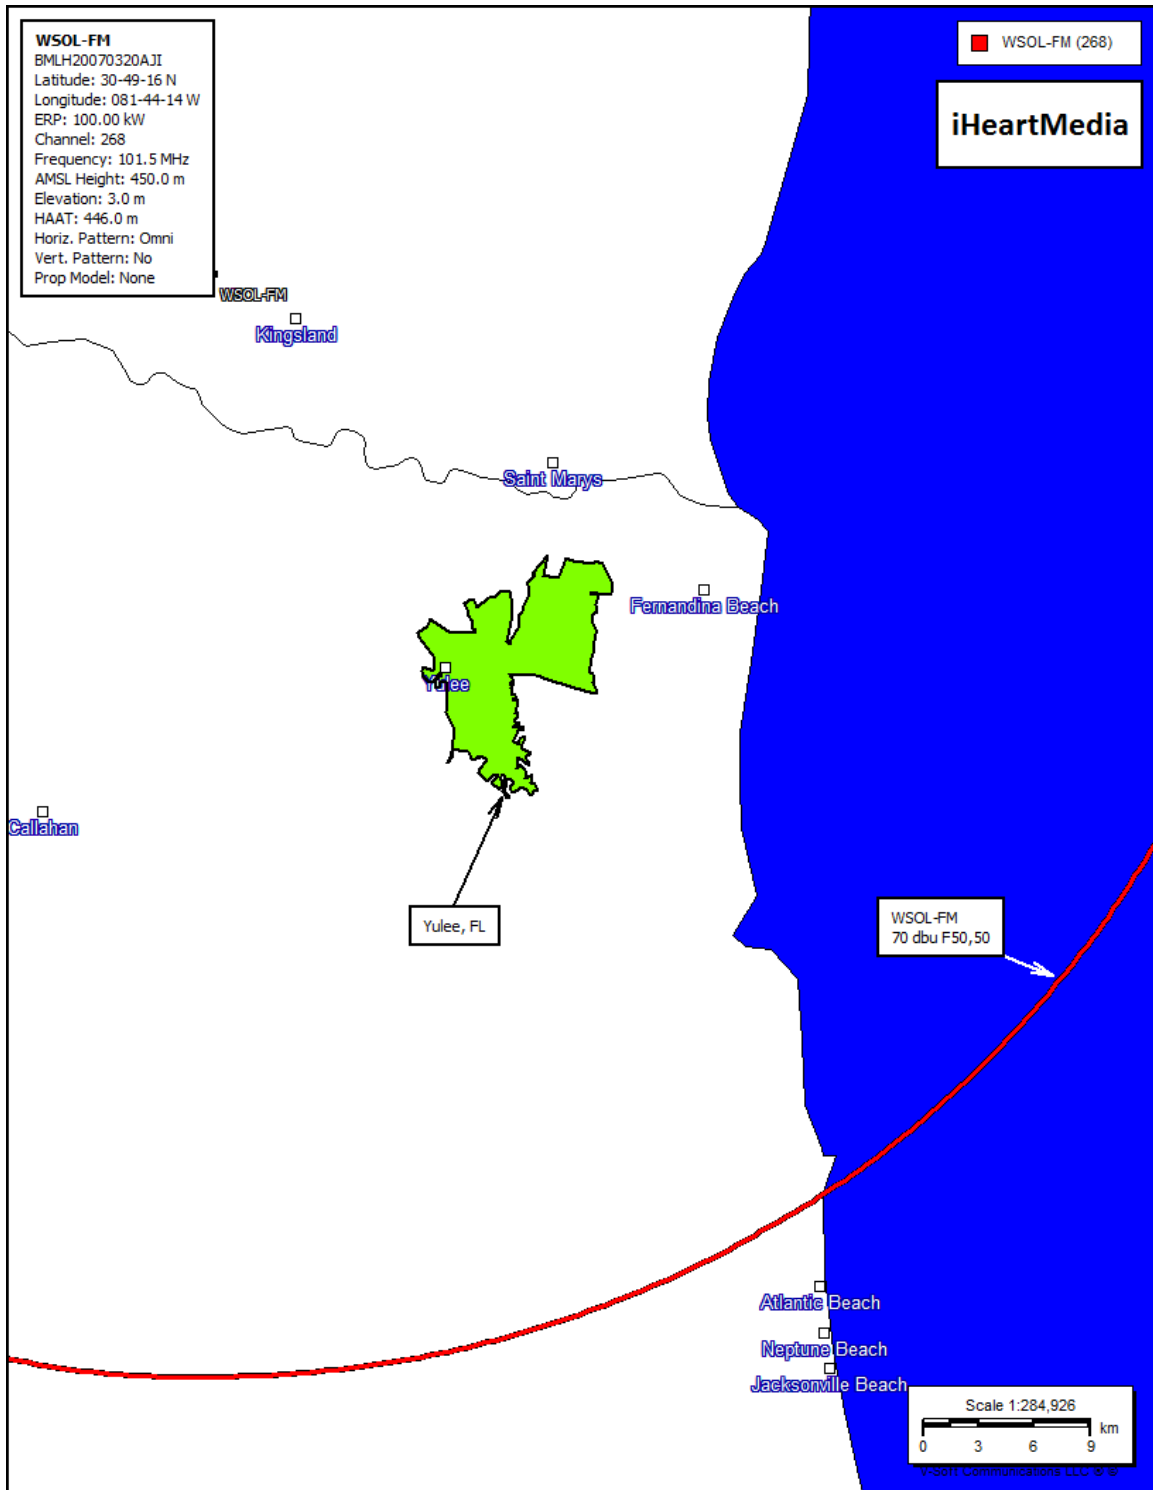 WSOL-FM
BMLH20070320AJI
Latitude: 30-49-16 N
Longitude: 081-44-14 W
ERP: 100.00 kW
Channel: 268
Frequency: 101.5 MHz
AMSL Height: 450.0 m
Elevation: 3.0 m
HAAT: 446.0 m
Horiz. Pattern: Omni
Vert. Pattern: No
Prop Model: None
WSOL-FM (268)
iHeartMedia
WSOL-FM
Kingsland
Saint Marys
Fernandina Beach
Yulee
Callahan
Yulee, FL
WSOL-FM
70 dbu F50,50
Atlantic Beach
Neptune Beach
Jacksonville Beach
Scale 1:284,926
km
0 3 6 9
V-Soft Communications LLC ® ©